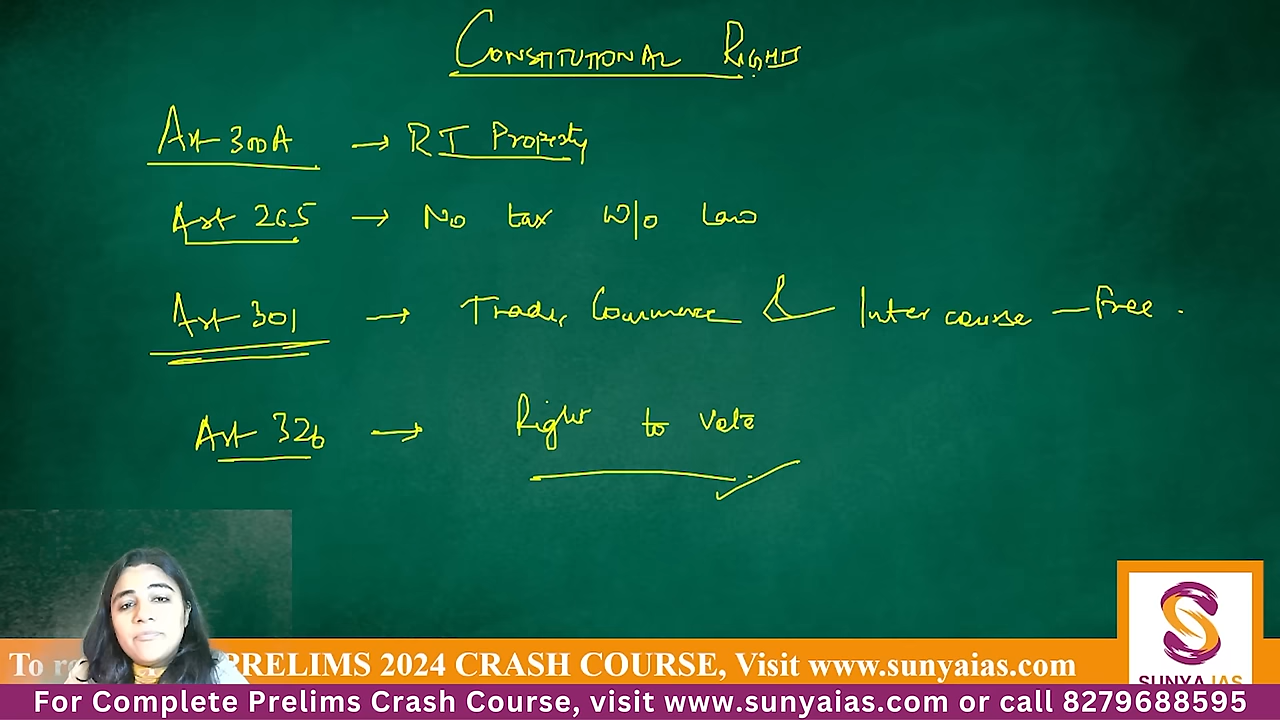 CONSTITUTIONAL RIGHTS
Art 300A → RT Property
Art 265 → No tax w/o Law
Art 301 → Trade, Commerce & Intercourse — Free.
Art 326 → Right to Vote
To PRELIMS 2024 CRASH COURSE, Visit www.sunyaias.com
SUNYA IAS
For Complete Prelims Crash Course, visit www.sunyaias.com or call 8279688595